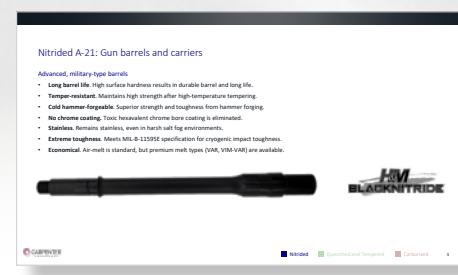 Nitrided A-21: Gun barrels and carriers
Advanced, military-type barrels
• Long barrel life. High surface hardness results in durable barrel and long life.
• Temper-resistant. Maintains high strength after high-temperature tempering.
• Cold hammer-forgeable. Superior strength and toughness from hammer forging.
• No chrome coating. Toxic hexavalent chrome bore coating is eliminated.
• Stainless. Remains stainless, even in harsh salt fog environments.
• Extreme toughness. Meets MIL-B-11595E specification for cryogenic impact toughness.
• Economical. Air-melt is standard, but premium melt types (VAR, VIM-VAR) are available.
H&M
BLACKNITRIDE
CARPENTER
Nitrided
Quenched and Tempered
Carburized